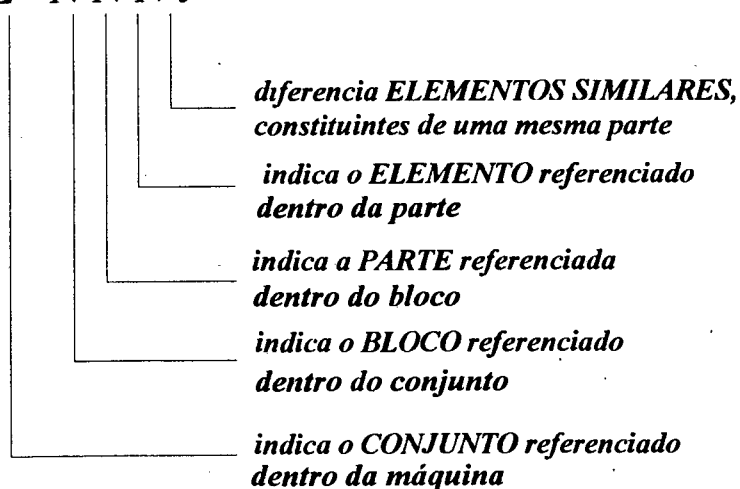 diferencia ELEMENTOS SIMILARES,
constituintes de uma mesma parte
indica o ELEMENTO referenciado
dentro da parte
indica a PARTE referenciada
dentro do bloco
indica o BLOCO referenciado
dentro do conjunto
indica o CONJUNTO referenciado
dentro da máquina